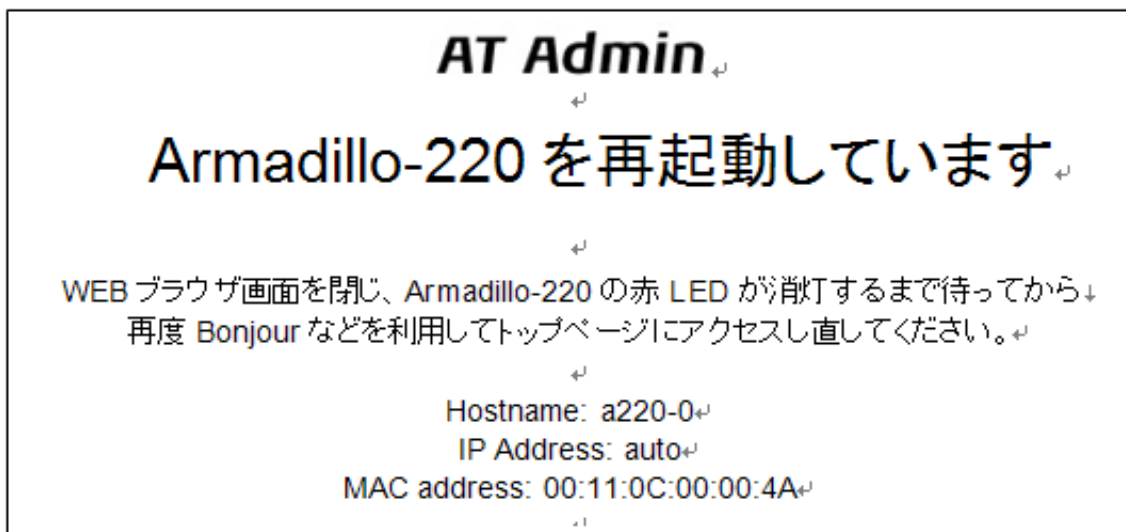 AT Admin
Armadillo-220 を再起動しています
WEB ブラウザ画面を閉じ、Armadillo-220 の赤 LED が消灯するまで待ってから
再度 Bonjour などを利用してトップページにアクセスし直してください。
Hostname: a220-0
IP Address: auto
MAC address: 00:11:0C:00:00:4A